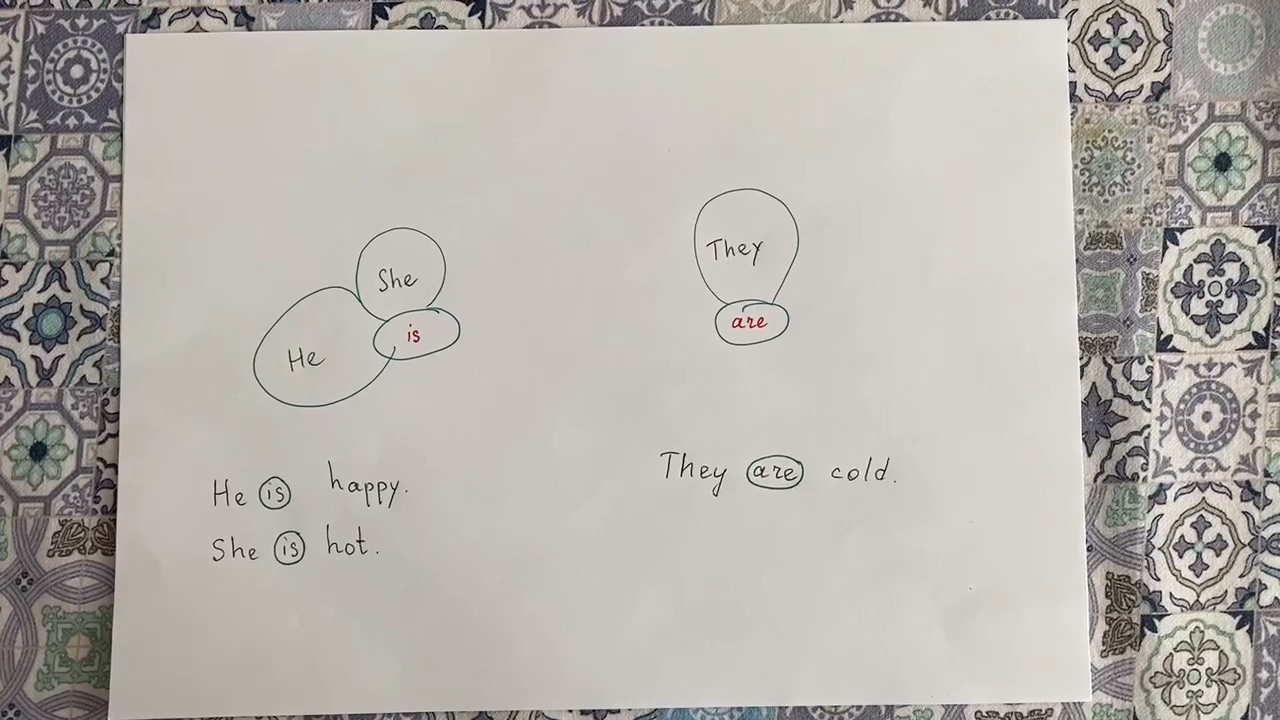 She
is
He
They
are
He is happy.
She is hot.
They are cold.